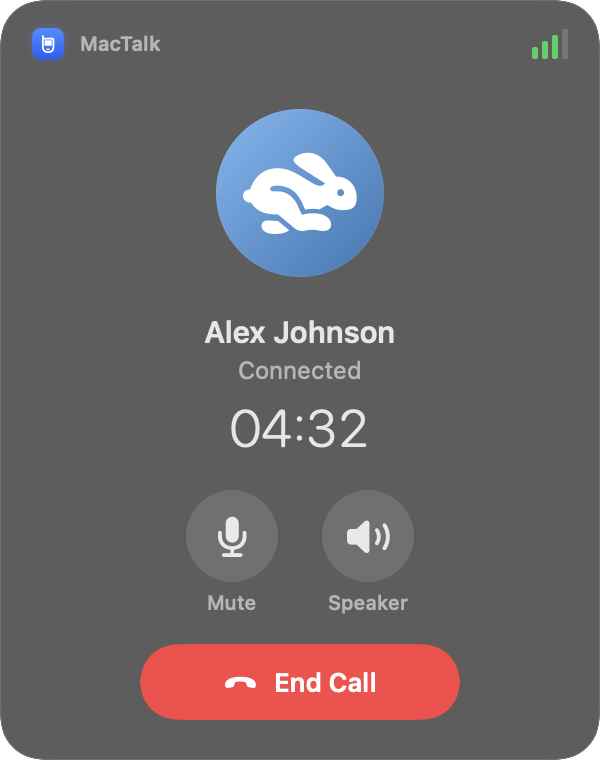 MacTalk
Alex Johnson
Connected
04:32
Mute
Speaker
End Call